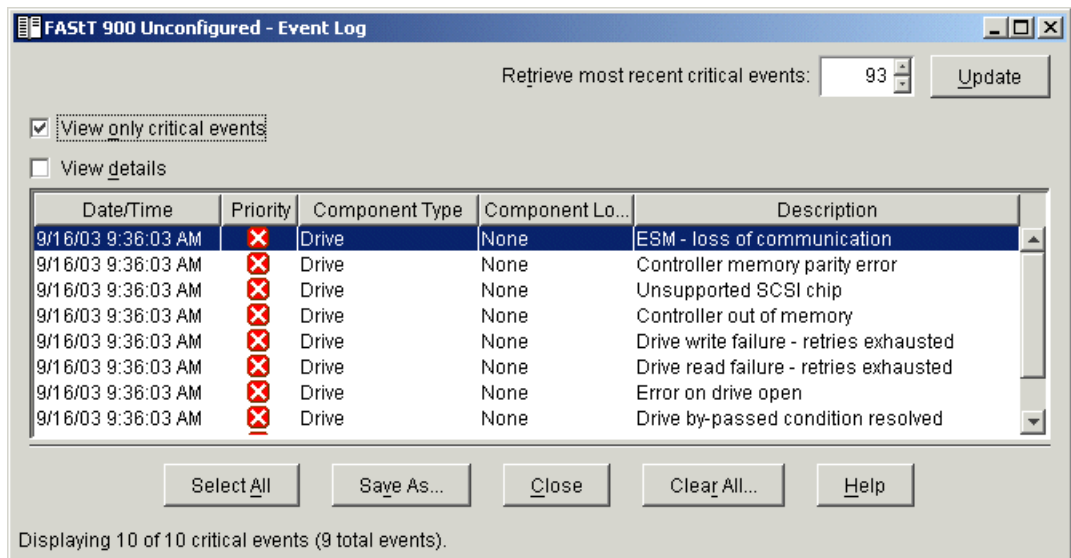 FAStT 900 Unconfigured - Event Log
Retrieve most recent critical events: 93 Update
View only critical events
View details
Date/Time Priority Component Type Component Lo... Description
9/16/03 9:36:03 AM Drive None ESM - loss of communication
9/16/03 9:36:03 AM Drive None Controller memory parity error
9/16/03 9:36:03 AM Drive None Unsupported SCSI chip
9/16/03 9:36:03 AM Drive None Controller out of memory
9/16/03 9:36:03 AM Drive None Drive write failure - retries exhausted
9/16/03 9:36:03 AM Drive None Drive read failure - retries exhausted
9/16/03 9:36:03 AM Drive None Error on drive open
9/16/03 9:36:03 AM Drive None Drive by-passed condition resolved
Select All Save As... Close Clear All... Help
Displaying 10 of 10 critical events (9 total events).